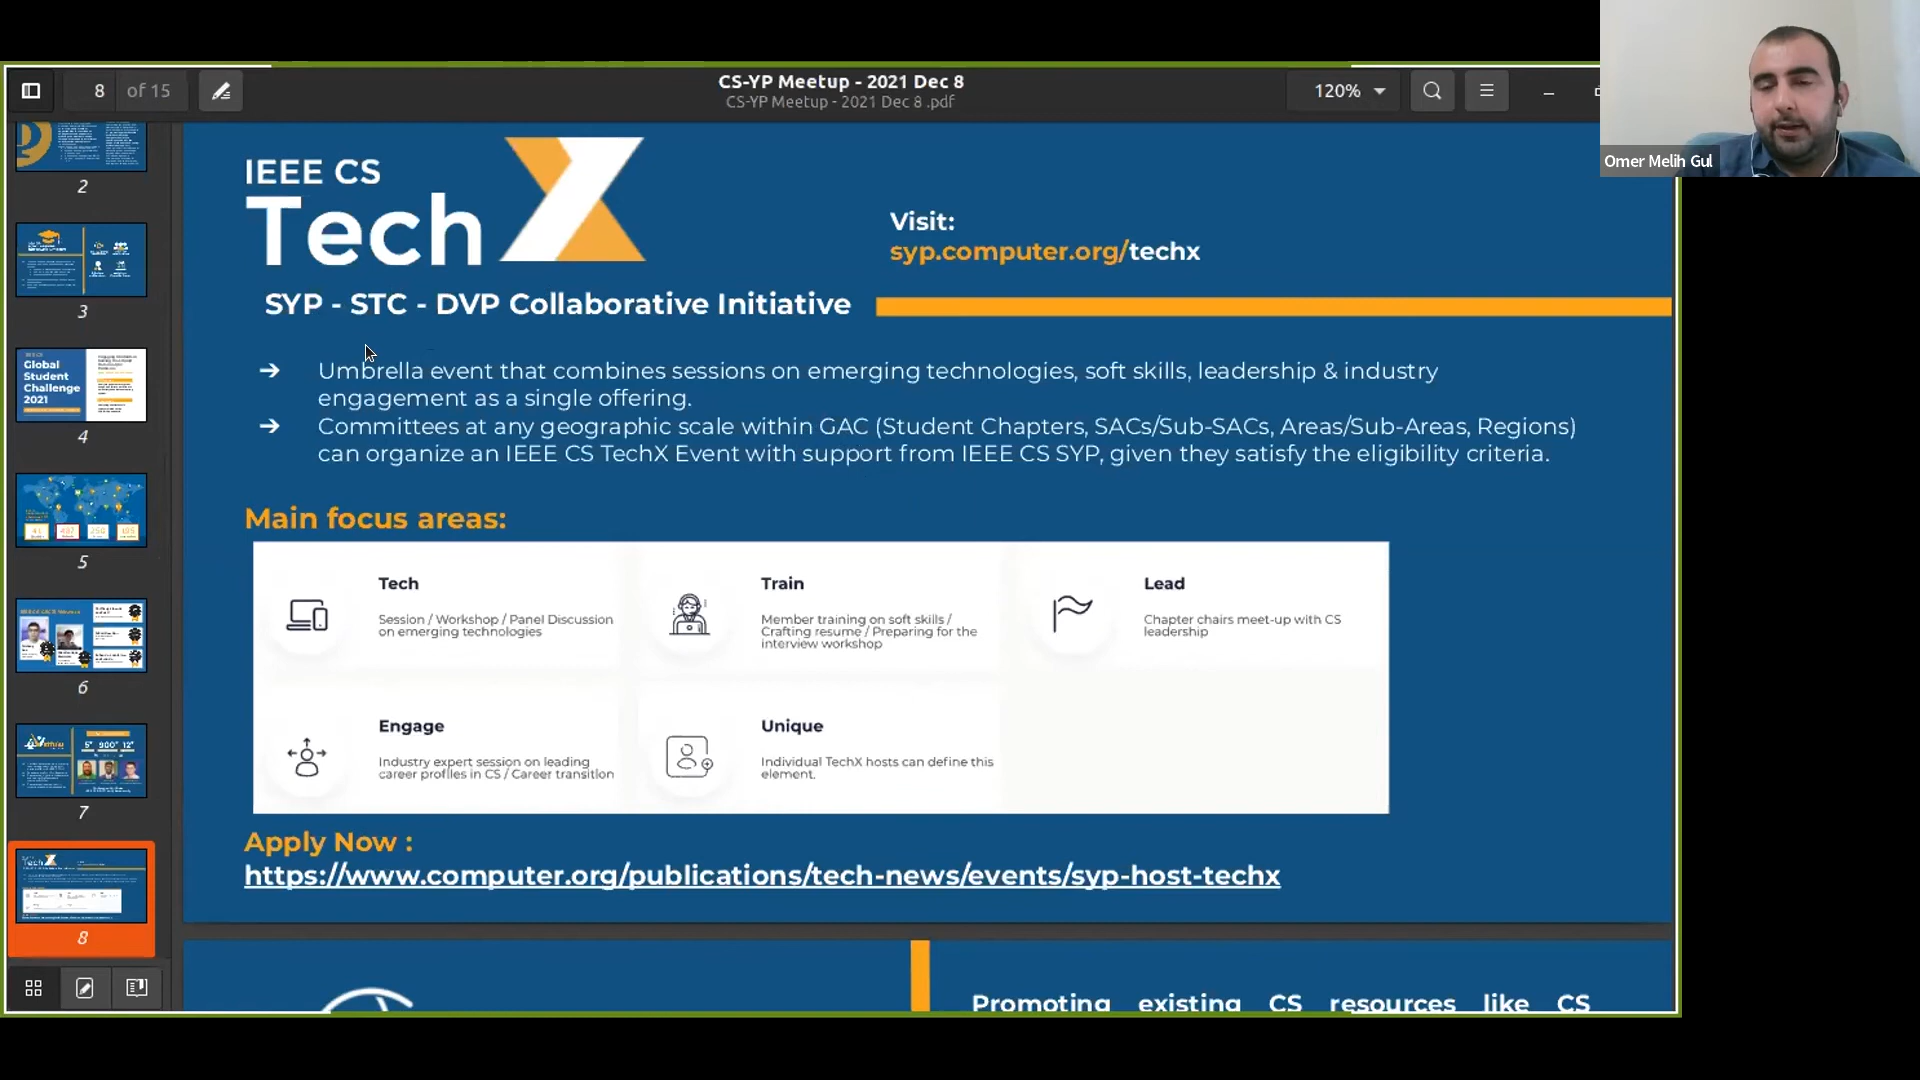 8 of 15
CS-YP Meetup - 2021 Dec 8
CS-YP Meetup - 2021 Dec 8 .pdf
120%
Omer Melih Gul
2
3
Global
Student
Challenge
2021
4
5
6
7
8
IEEE CS
TechX
Visit:
syp.computer.org/techx
SYP - STC - DVP Collaborative Initiative
➔ Umbrella event that combines sessions on emerging technologies, soft skills, leadership & industry
engagement as a single offering.
➔ Committees at any geographic scale within GAC (Student Chapters, SACs/Sub-SACs, Areas/Sub-Areas, Regions)
can organize an IEEE CS TechX Event with support from IEEE CS SYP, given they satisfy the eligibility criteria.
Main focus areas:
Tech
Session / Workshop / Panel Discussion
on emerging technologies
Train
Member training on soft skills /
Crafting resume / Preparing for the
interview workshop
Lead
Chapter chairs meet-up with CS
leadership
Engage
Industry expert session on leading
career profiles in CS / Career transition
Unique
Individual TechX hosts can define this
element.
Apply Now :
https://www.computer.org/publications/tech-news/events/syp-host-techx
Promoting existing CS resources like CS